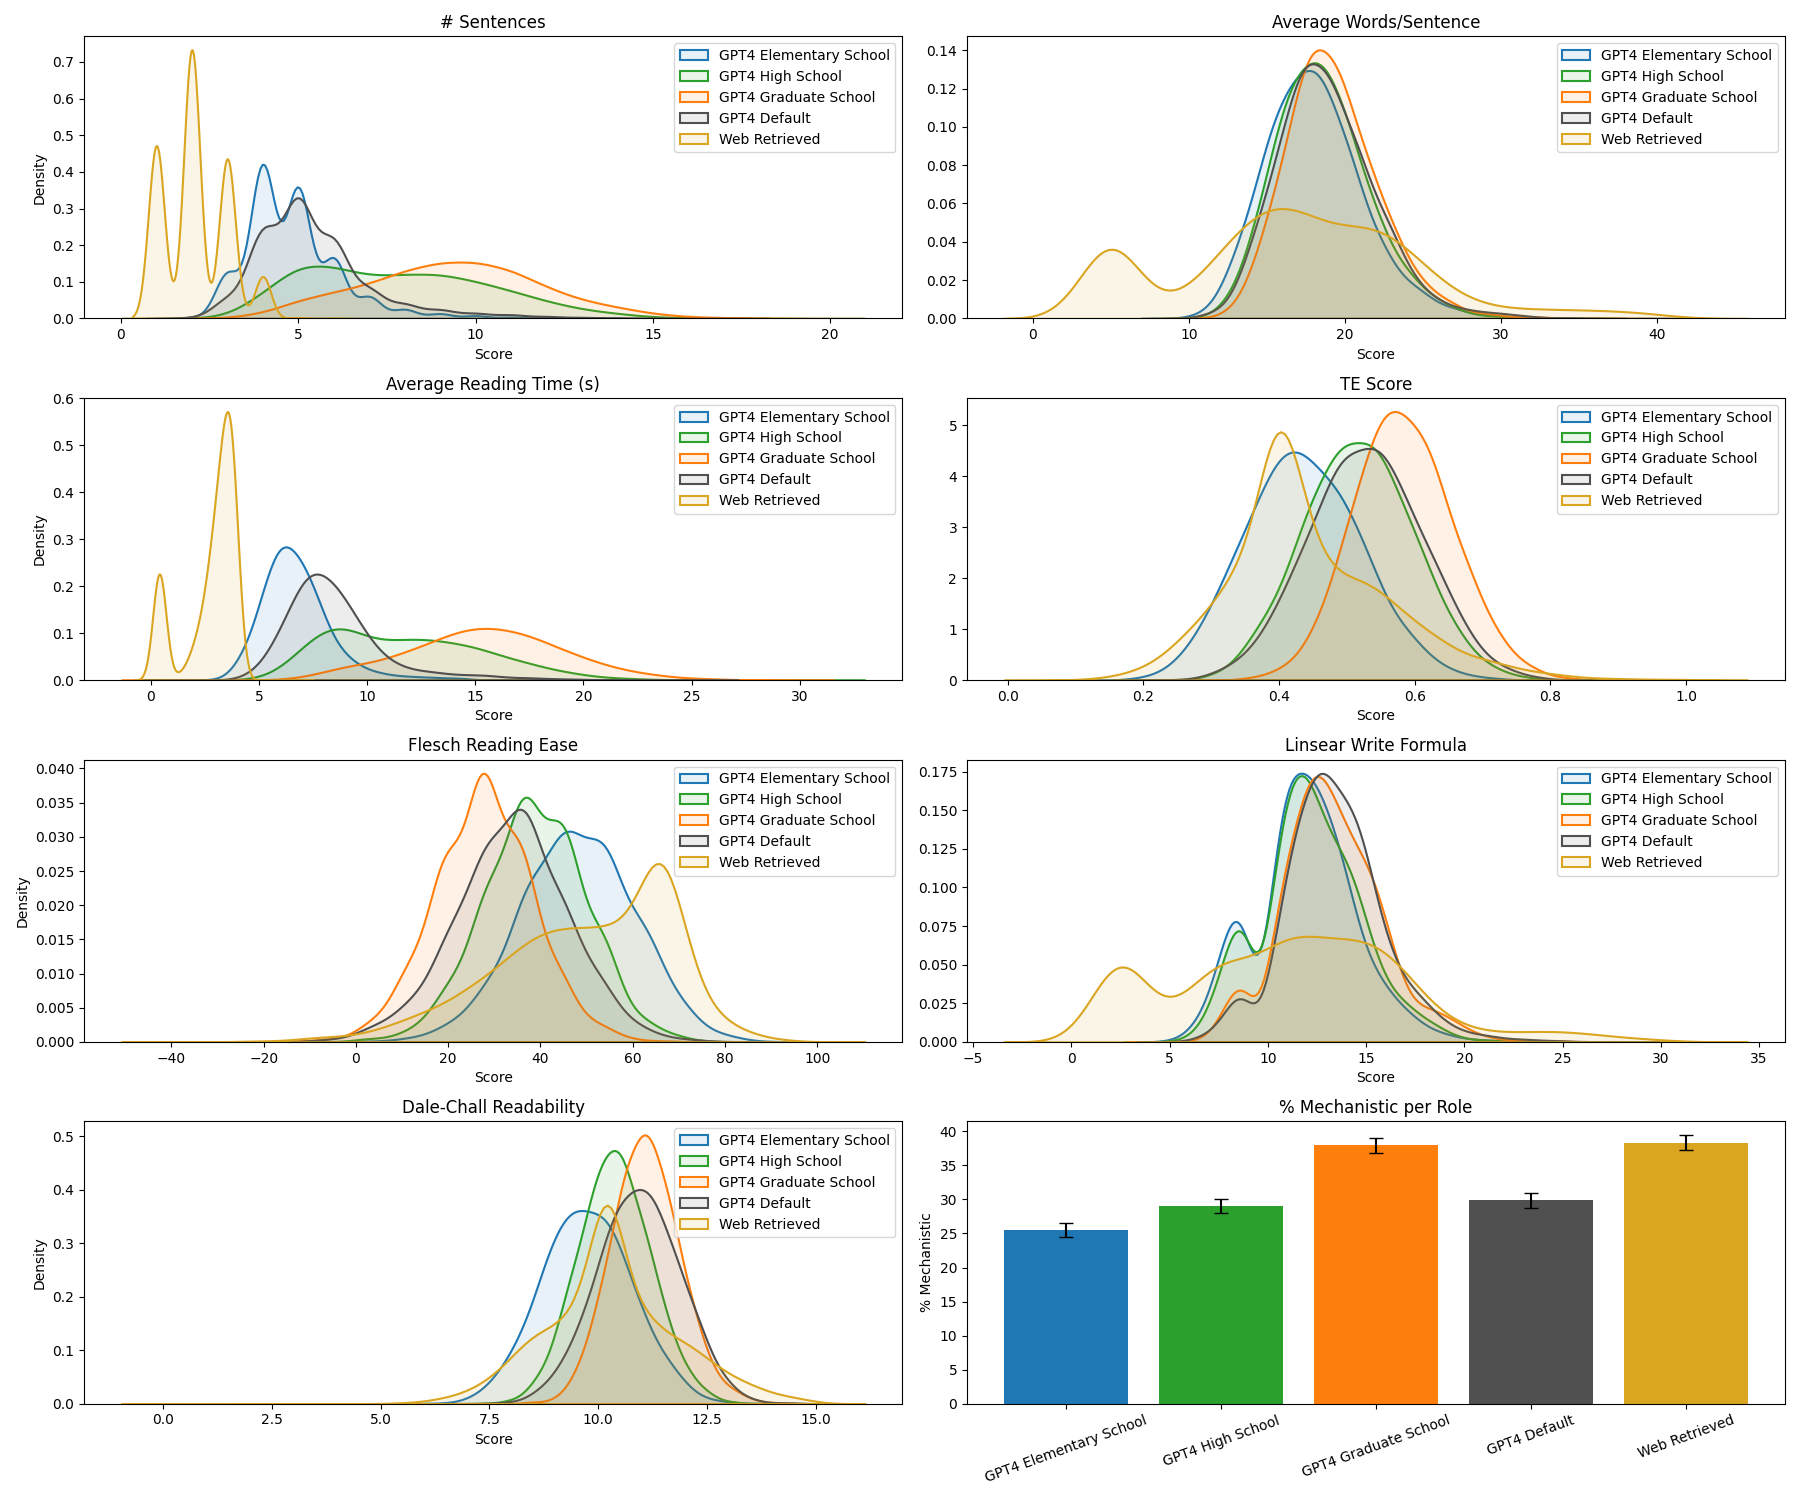 # Sentences
GPT4 Elementary School
GPT4 High School
GPT4 Graduate School
GPT4 Default
Web Retrieved
Density
0.7
0.6
0.5
0.4
0.3
0.2
0.1
0.0
0 5 10 15 20
Score
Average Words/Sentence
GPT4 Elementary School
GPT4 High School
GPT4 Graduate School
GPT4 Default
Web Retrieved
0.14
0.12
0.10
0.08
0.06
0.04
0.02
0.00
0 10 20 30 40
Score
Average Reading Time (s)
GPT4 Elementary School
GPT4 High School
GPT4 Graduate School
GPT4 Default
Web Retrieved
Density
0.6
0.5
0.4
0.3
0.2
0.1
0.0
0 5 10 15 20 25 30
Score
TE Score
GPT4 Elementary School
GPT4 High School
GPT4 Graduate School
GPT4 Default
Web Retrieved
5
4
3
2
1
0
0.0 0.2 0.4 0.6 0.8 1.0
Score
Flesch Reading Ease
GPT4 Elementary School
GPT4 High School
GPT4 Graduate School
GPT4 Default
Web Retrieved
Density
0.040
0.035
0.030
0.025
0.020
0.015
0.010
0.005
0.000
−40 −20 0 20 40 60 80 100
Score
Linsear Write Formula
GPT4 Elementary School
GPT4 High School
GPT4 Graduate School
GPT4 Default
Web Retrieved
0.175
0.150
0.125
0.100
0.075
0.050
0.025
0.000
−5 0 5 10 15 20 25 30 35
Score
Dale-Chall Readability
GPT4 Elementary School
GPT4 High School
GPT4 Graduate School
GPT4 Default
Web Retrieved
Density
0.5
0.4
0.3
0.2
0.1
0.0
0.0 2.5 5.0 7.5 10.0 12.5 15.0
Score
% Mechanistic per Role
% Mechanistic
40
35
30
25
20
15
10
5
0
GPT4 Elementary School
GPT4 High School
GPT4 Graduate School
GPT4 Default
Web Retrieved